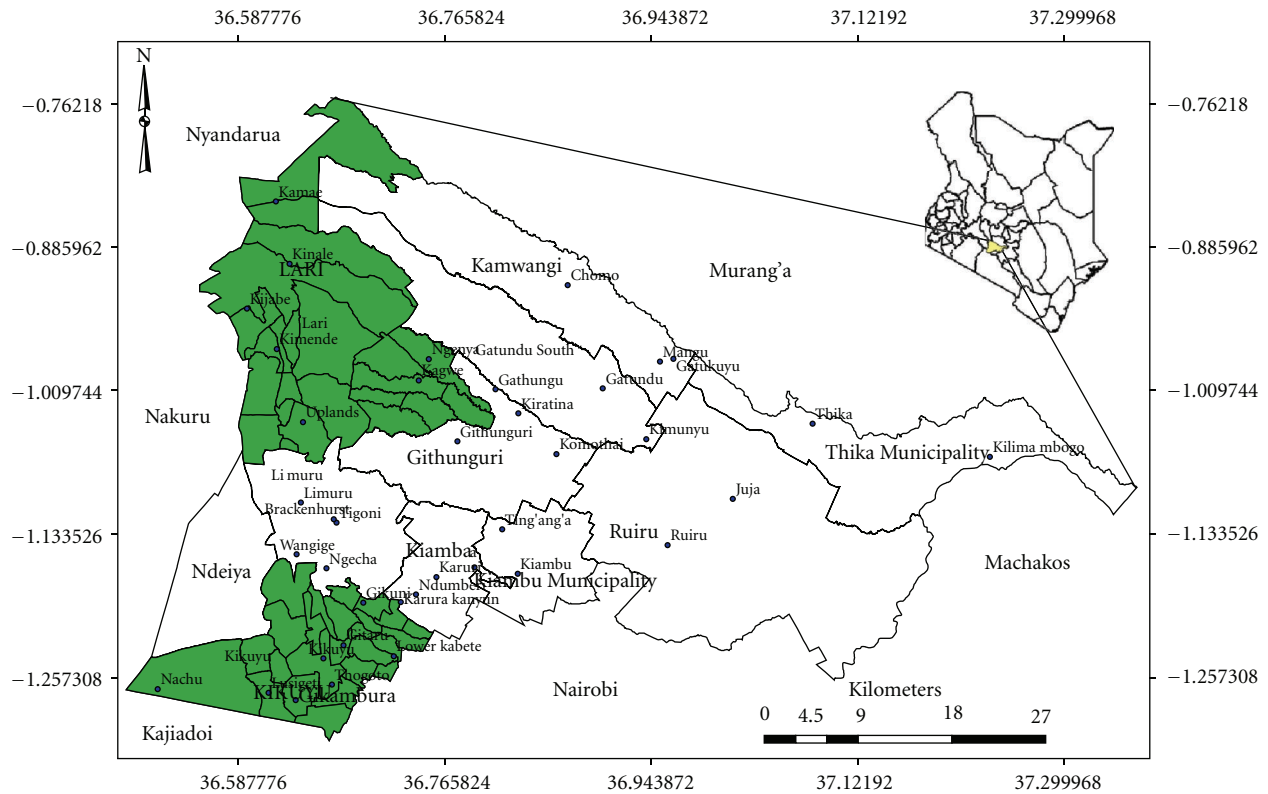 36.587776 36.765824 36.943872 37.12192 37.299968
N
−0.76218 −0.76218
Nyandarua
Kamae
−0.885962 −0.885962
Kinale
LARI
Kamwangi
Murang'a
Chomo
Kijabe
Lari
Kimende
Ngenya
Gatundu South
Mangu
Gatukuyu
Kagwe
Gathungu
Gatundu
−1.009744 −1.009744
Nakuru
Uplands
Kiratina
Thika
Githunguri
Kimunyu
Komothai
Githunguri
Thika Municipality
Kilima mbogo
Li muru
Limuru
Juja
Brackenhurst
Tigoni
Ting'ang'a
Ruiru
Ruiru
−1.133526 −1.133526
Wangige
Ngecha
Kiambaa
Karuri
Kiambu
Machakos
Ndeiya
Kiambu Municipality
Gikuni
Ndumberi
Karura kanyun
Gitaru
Kikuyu
Kikuyu
Lower kabete
−1.257308 −1.257308
Nachu
Lusigeti
Thogoto
KIKUYU
Gikambura
Nairobi
Kilometers
0 4.5 9 18 27
Kajiadoi
36.587776 36.765824 36.943872 37.12192 37.299968